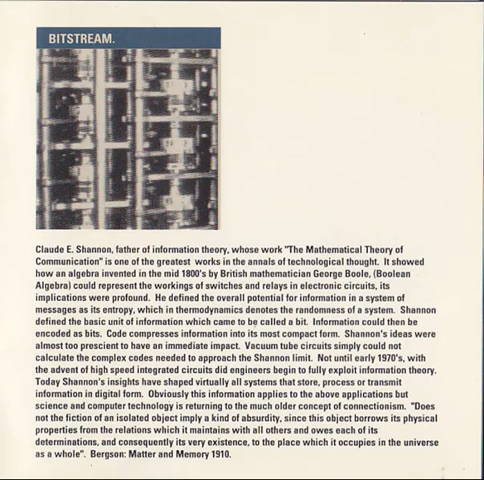 BITSTREAM.
Claude E. Shannon, father of information theory, whose work "The Mathematical Theory of
Communication" is one of the greatest works in the annals of technological thought. It showed
how an algebra invented in the mid 1800's by British mathematician George Boole, (Boolean
Algebra) could represent the workings of switches and relays in electronic circuits, its
implications were profound. He defined the overall potential for information in a system of
messages as its entropy, which in thermodynamics denotes the randomness of a system. Shannon
defined the basic unit of information which came to be called a bit. Information could then be
encoded as bits. Code compresses information into its most compact form. Shannon's ideas were
almost too prescient to have an immediate impact. Vacuum tube circuits simply could not
calculate the complex codes needed to approach the Shannon limit. Not until early 1970's, with
the advent of high speed integrated circuits did engineers begin to fully exploit information theory.
Today Shannon's insights have shaped virtually all systems that store, process or transmit
information in digital form. Obviously this information applies to the above applications but
science and computer technology is returning to the much older concept of connectionism. "Does
not the fiction of an isolated object imply a kind of absurdity, since this object borrows its physical
properties from the relations which it maintains with all others and owes each of its
determinations, and consequently its very existence, to the place which it occupies in the universe
as a whole". Bergson: Matter and Memory 1910.